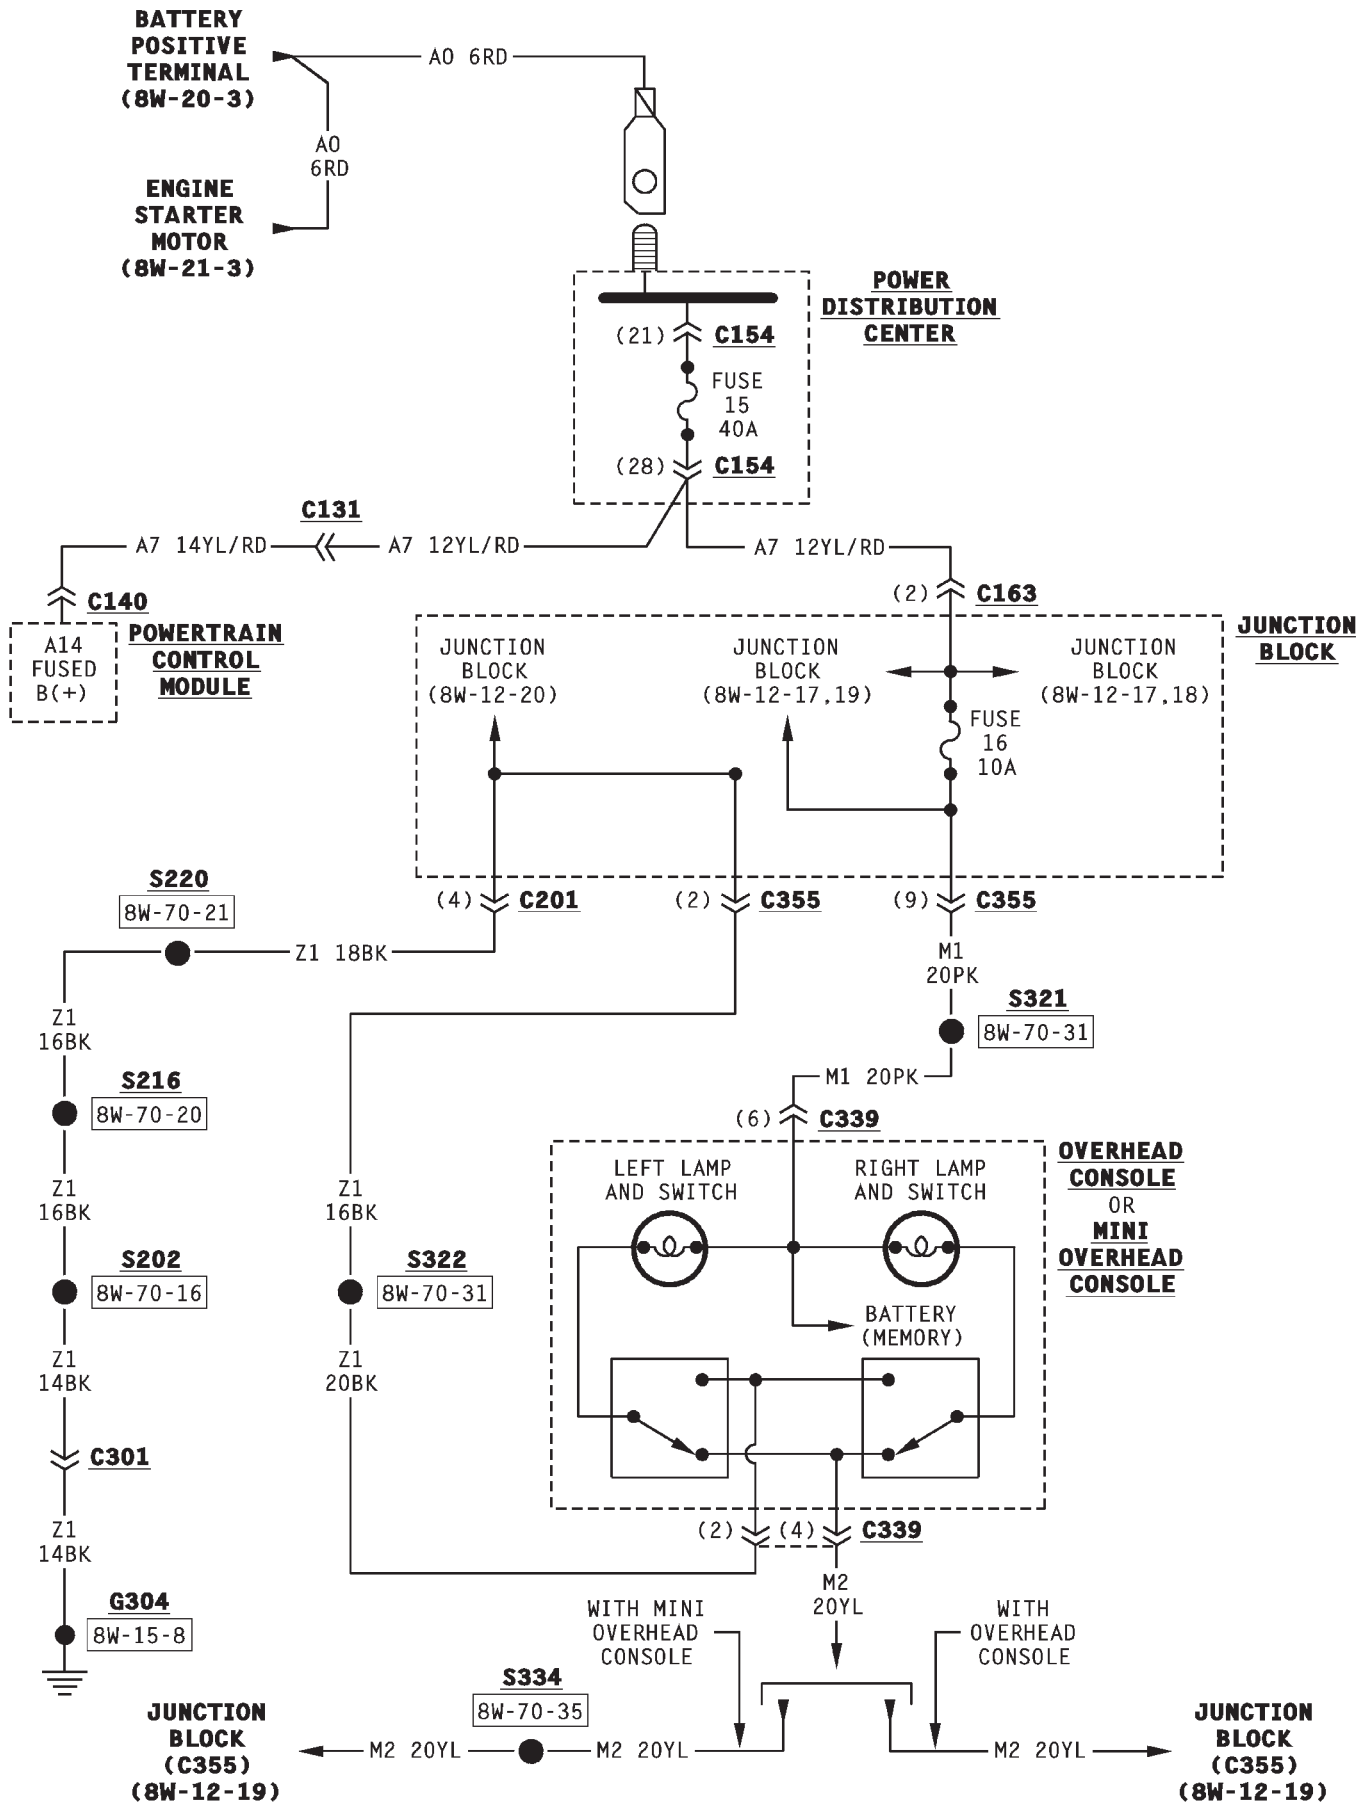 BATTERY
POSITIVE
TERMINAL
(8W-20-3)
A0 6RD
A0
6RD
ENGINE
STARTER
MOTOR
(8W-21-3)
POWER
DISTRIBUTION
CENTER
(21) C154
FUSE
15
40A
(28) C154
C131
A7 14YL/RD
A7 12YL/RD
A7 12YL/RD
(2) C163
C140
A14
FUSED
B(+)
POWERTRAIN
CONTROL
MODULE
JUNCTION
BLOCK
JUNCTION
BLOCK
(8W-12-20)
JUNCTION
BLOCK
(8W-12-17,19)
JUNCTION
BLOCK
(8W-12-17,18)
FUSE
16
10A
(4) C201
(2) C355
(9) C355
S220
8W-70-21
Z1 18BK
M1
20PK
S321
8W-70-31
M1 20PK
(6) C339
Z1
16BK
S216
8W-70-20
Z1
16BK
Z1
16BK
S202
8W-70-16
S322
8W-70-31
Z1
14BK
Z1
20BK
C301
Z1
14BK
G304
8W-15-8
OVERHEAD
CONSOLE
OR
MINI
OVERHEAD
CONSOLE
LEFT LAMP
AND SWITCH
RIGHT LAMP
AND SWITCH
BATTERY
(MEMORY)
(2) (4) C339
M2
20YL
WITH MINI
OVERHEAD
CONSOLE
WITH
OVERHEAD
CONSOLE
S334
8W-70-35
JUNCTION
BLOCK
(C355)
(8W-12-19)
M2 20YL
M2 20YL
M2 20YL
JUNCTION
BLOCK
(C355)
(8W-12-19)